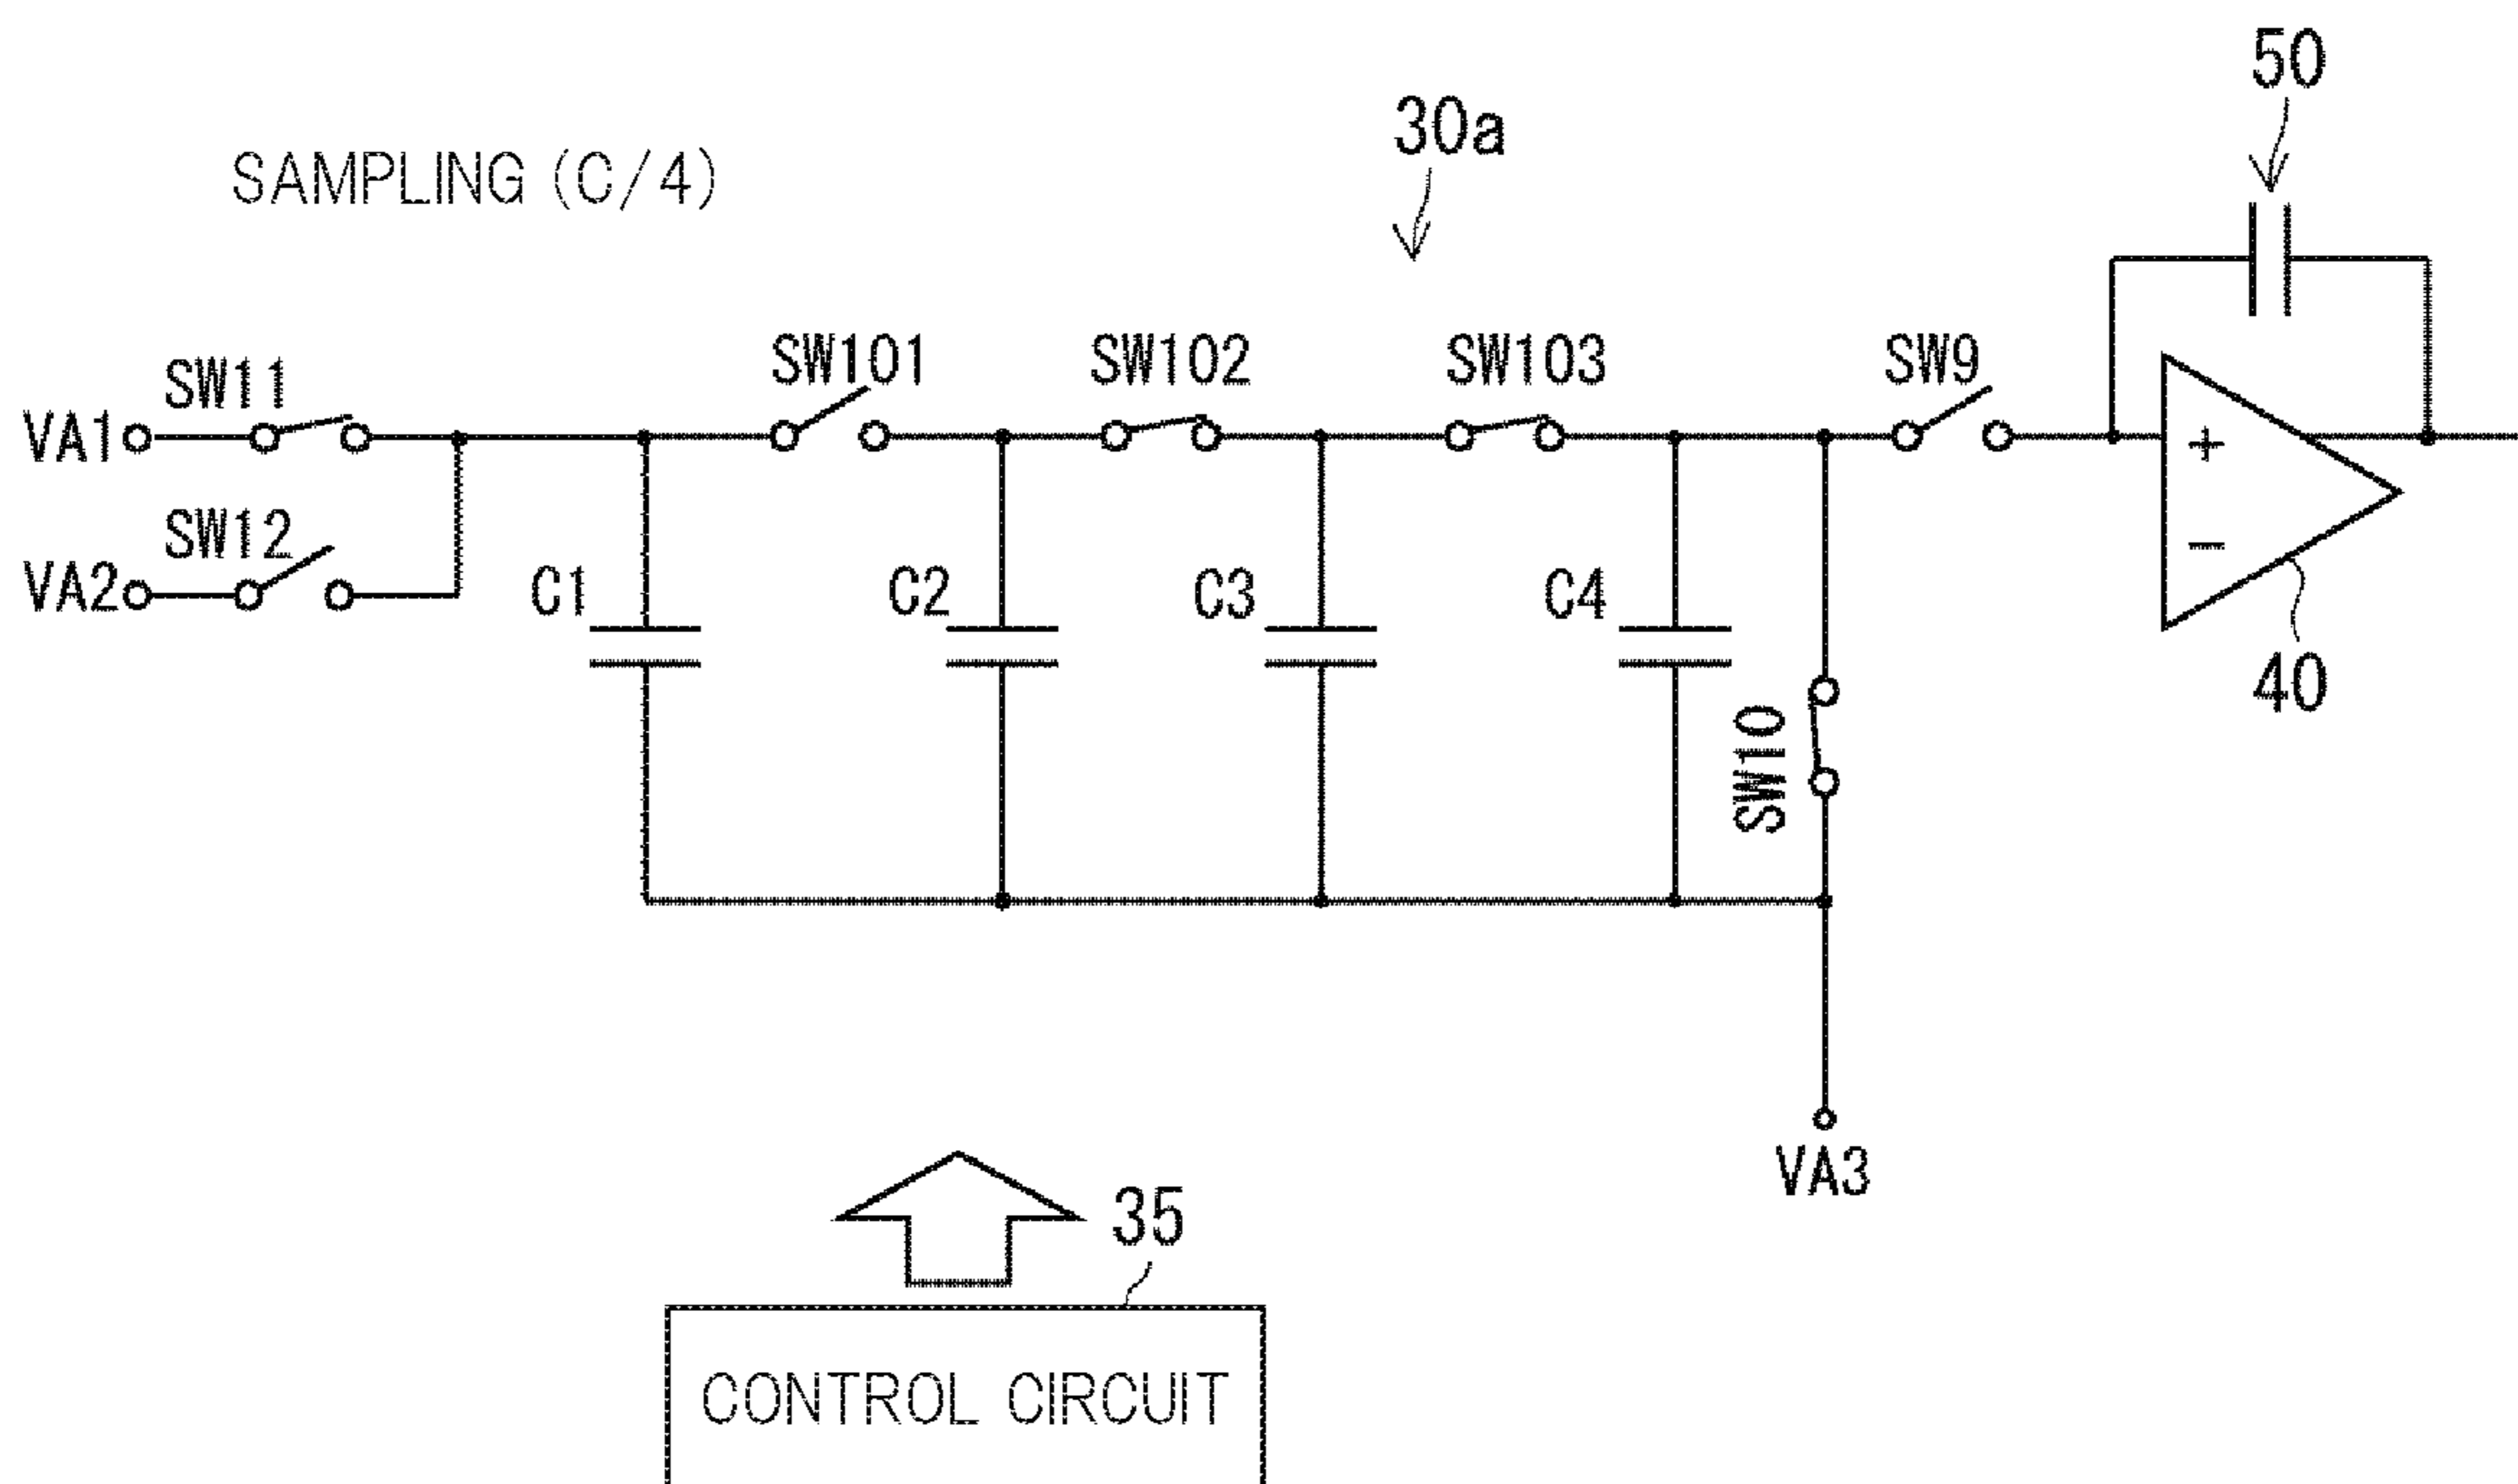 50
30a
SAMPLING (C/4)
SW101
SW102
SW103
SW9
SW11
VA1
+
SW12
VA2
C1
C2
C3
C4
−
40
SW10
VA3
35
CONTROL CIRCUIT